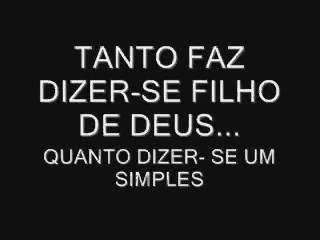 TANTO FAZ
DIZER-SE FILHO
DE DEUS...
QUANTO DIZER- SE UM
SIMPLES